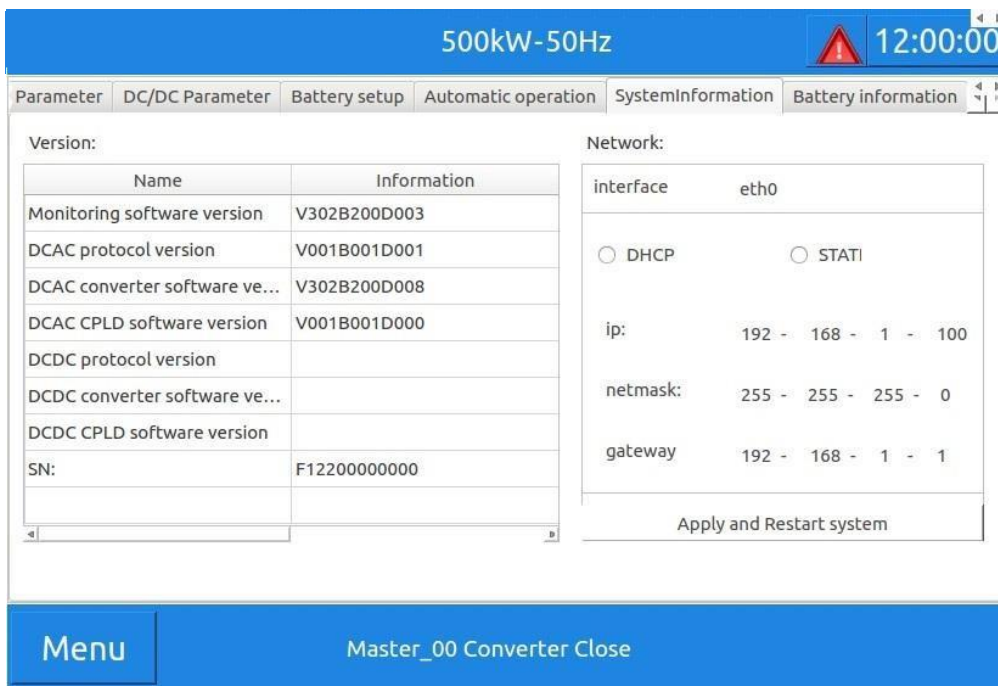 500kW-50Hz 12:00:00
Parameter DC/DC Parameter Battery setup Automatic operation SystemInformation Battery information
Version:
Name Information
Monitoring software version V302B200D003
DCAC protocol version V001B001D001
DCAC converter software ve... V302B200D008
DCAC CPLD software version V001B001D000
DCDC protocol version
DCDC converter software ve...
DCDC CPLD software version
SN: F12200000000
Network:
interface eth0
DHCP STATI
ip: 192 - 168 - 1 - 100
netmask: 255 - 255 - 255 - 0
gateway 192 - 168 - 1 - 1
Apply and Restart system
Menu Master_00 Converter Close